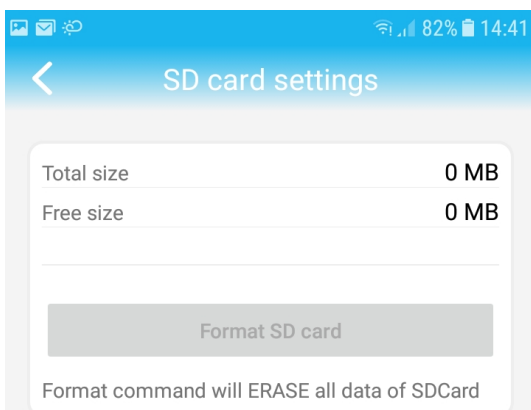 82% 14:41
SD card settings
Total size 0 MB
Free size 0 MB
Format SD card
Format command will ERASE all data of SDCard